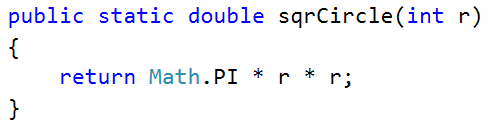 public static double sqrCircle(int r)
{
    return Math.PI * r * r;
}